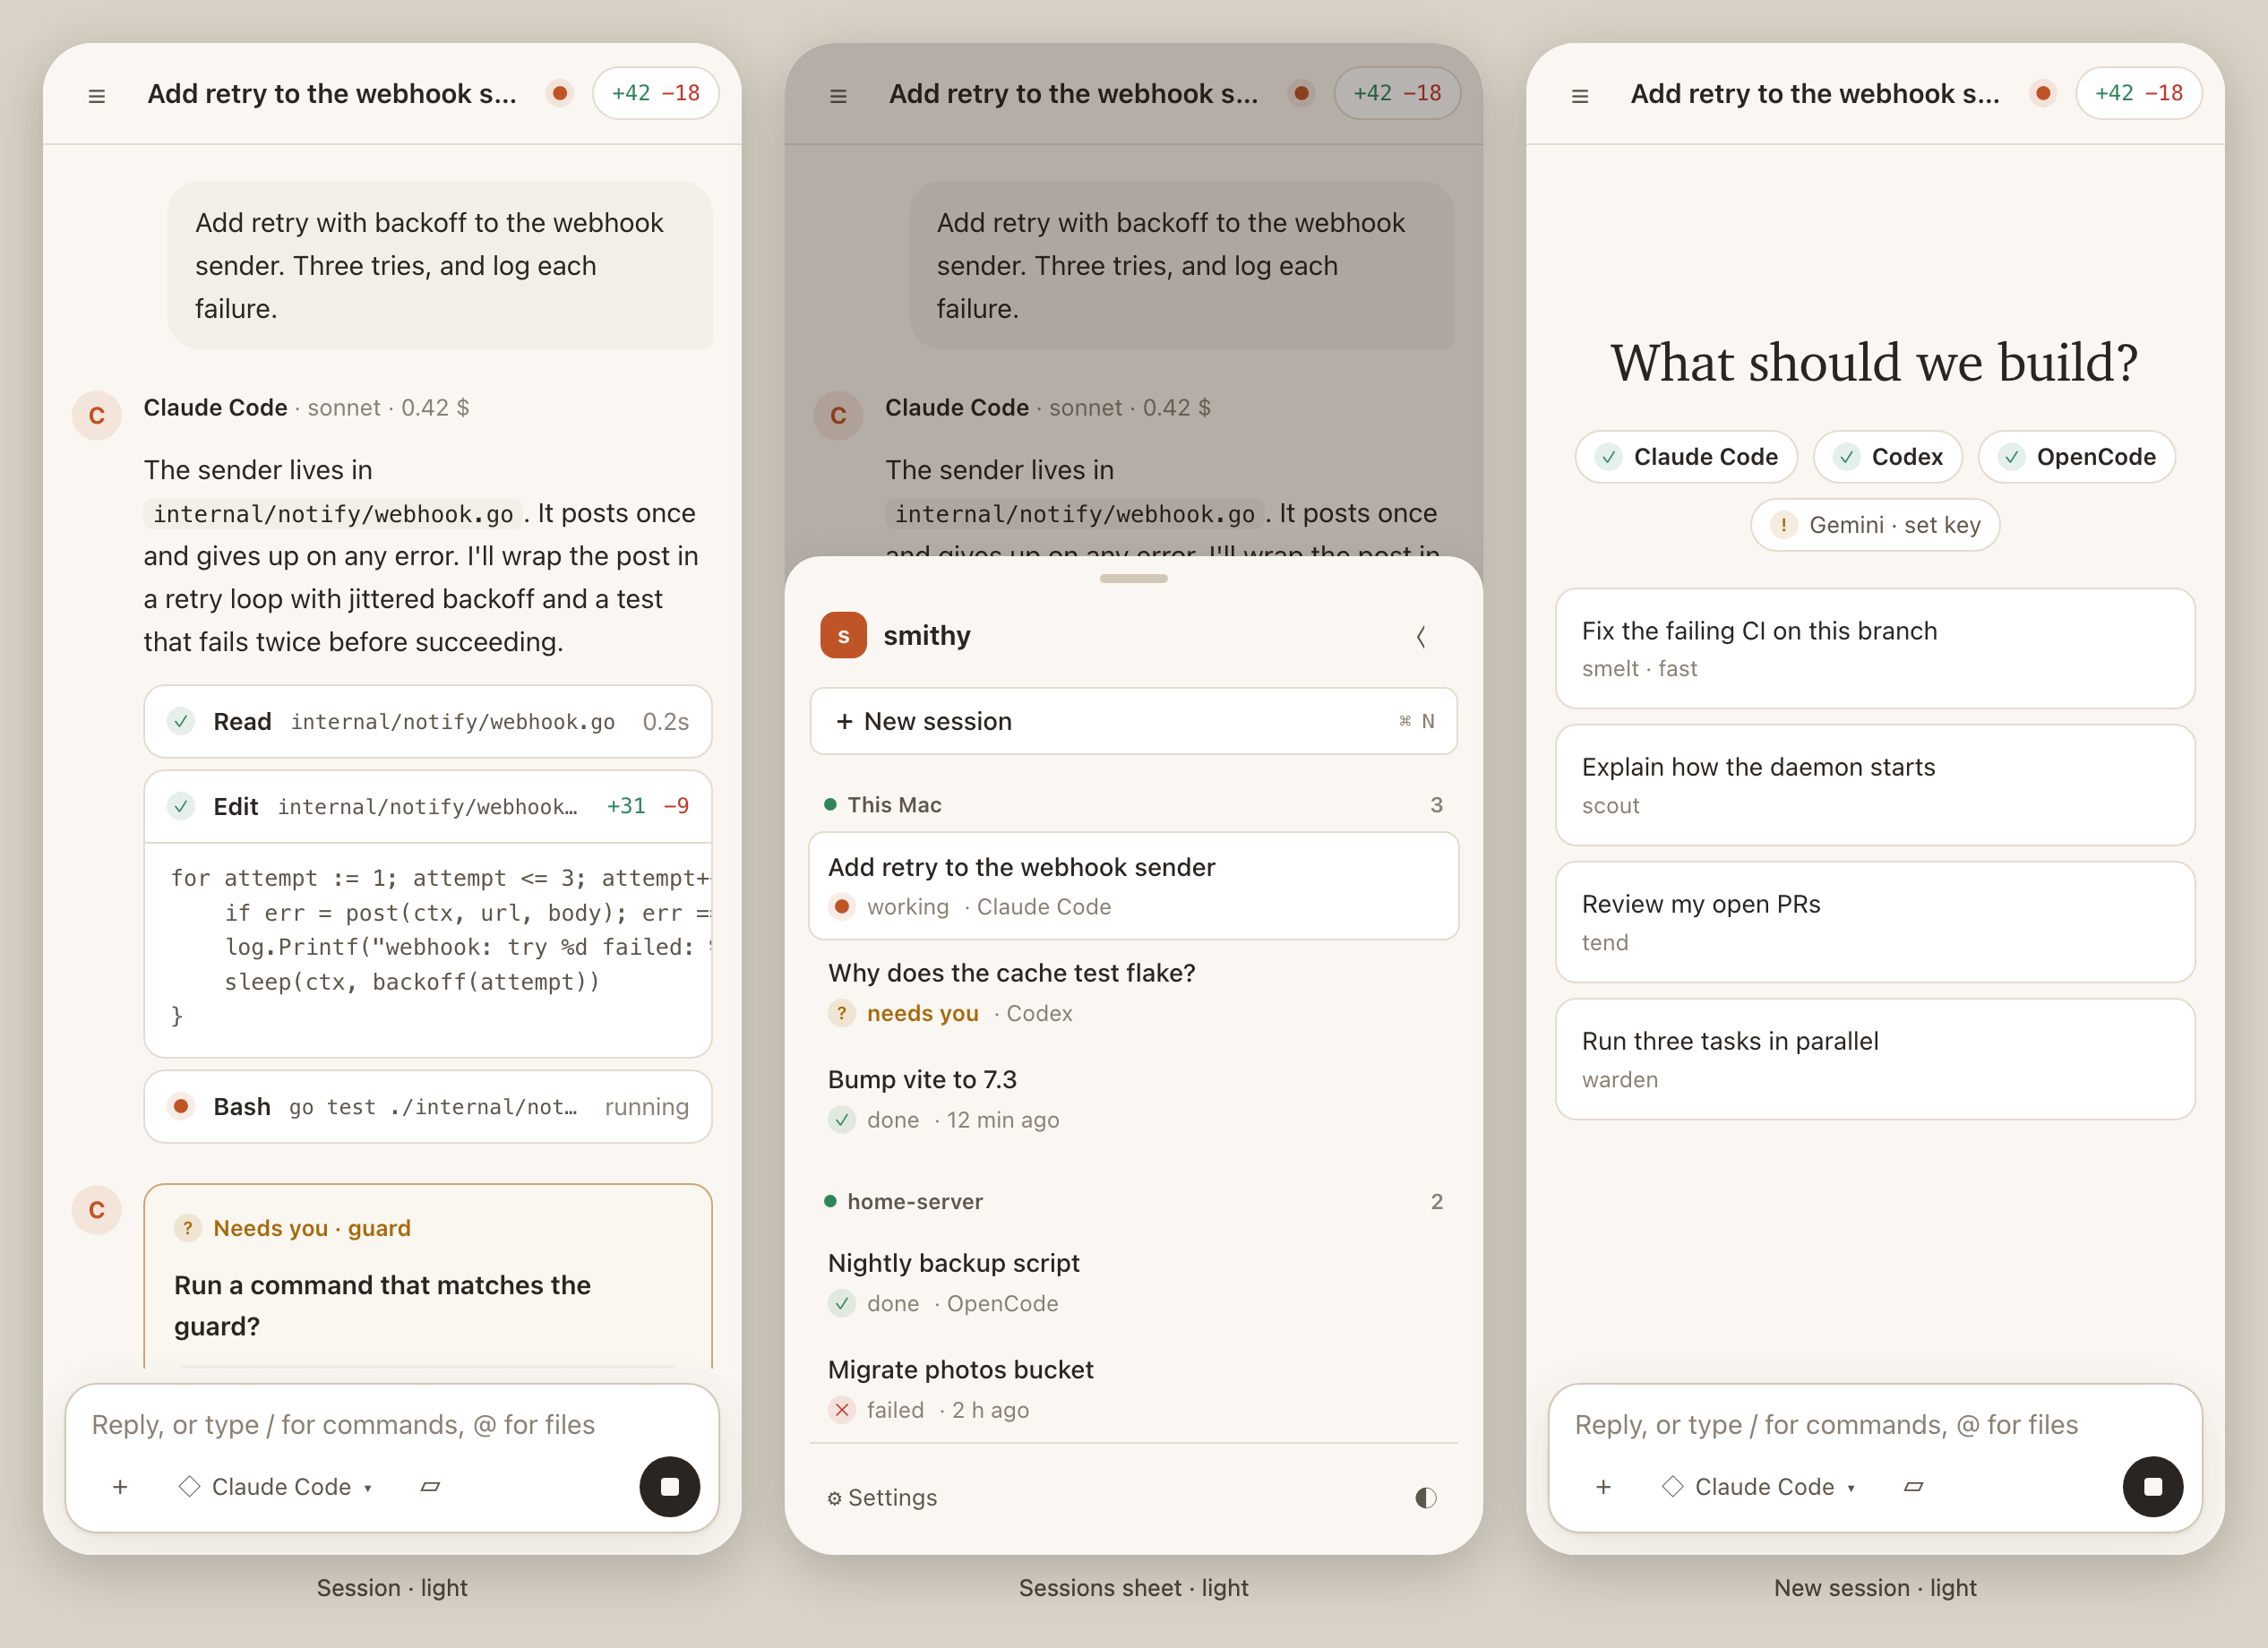 Add retry to the webhook s...
+42 −18
Add retry with backoff to the webhook
sender. Three tries, and log each
failure.
C
Claude Code · sonnet · 0.42 $
The sender lives in
internal/notify/webhook.go. It posts once
and gives up on any error. I'll wrap the post in
a retry loop with jittered backoff and a test
that fails twice before succeeding.
Read internal/notify/webhook.go 0.2s
Edit internal/notify/webhook… +31 −9
for attempt := 1; attempt <= 3; attempt+
if err = post(ctx, url, body); err =
log.Printf("webhook: try %d failed:
sleep(ctx, backoff(attempt))
}
Bash go test ./internal/not… running
C
? Needs you · guard
Run a command that matches the
guard?
Reply, or type / for commands, @ for files
+ ◇ Claude Code ▾
Session · light
Add retry to the webhook s...
+42 −18
Add retry with backoff to the webhook
sender. Three tries, and log each
failure.
C
Claude Code · sonnet · 0.42 $
The sender lives in
internal/notify/webhook.go. It posts once
and gives up on any error. I'll wrap the post in
s smithy
+ New session ⌘ N
This Mac 3
Add retry to the webhook sender
working · Claude Code
Why does the cache test flake?
? needs you · Codex
Bump vite to 7.3
✓ done · 12 min ago
home-server 2
Nightly backup script
✓ done · OpenCode
Migrate photos bucket
✕ failed · 2 h ago
⚙ Settings
Sessions sheet · light
Add retry to the webhook s...
+42 −18
What should we build?
✓ Claude Code ✓ Codex ✓ OpenCode
! Gemini · set key
Fix the failing CI on this branch
smelt · fast
Explain how the daemon starts
scout
Review my open PRs
tend
Run three tasks in parallel
warden
Reply, or type / for commands, @ for files
+ ◇ Claude Code ▾
New session · light